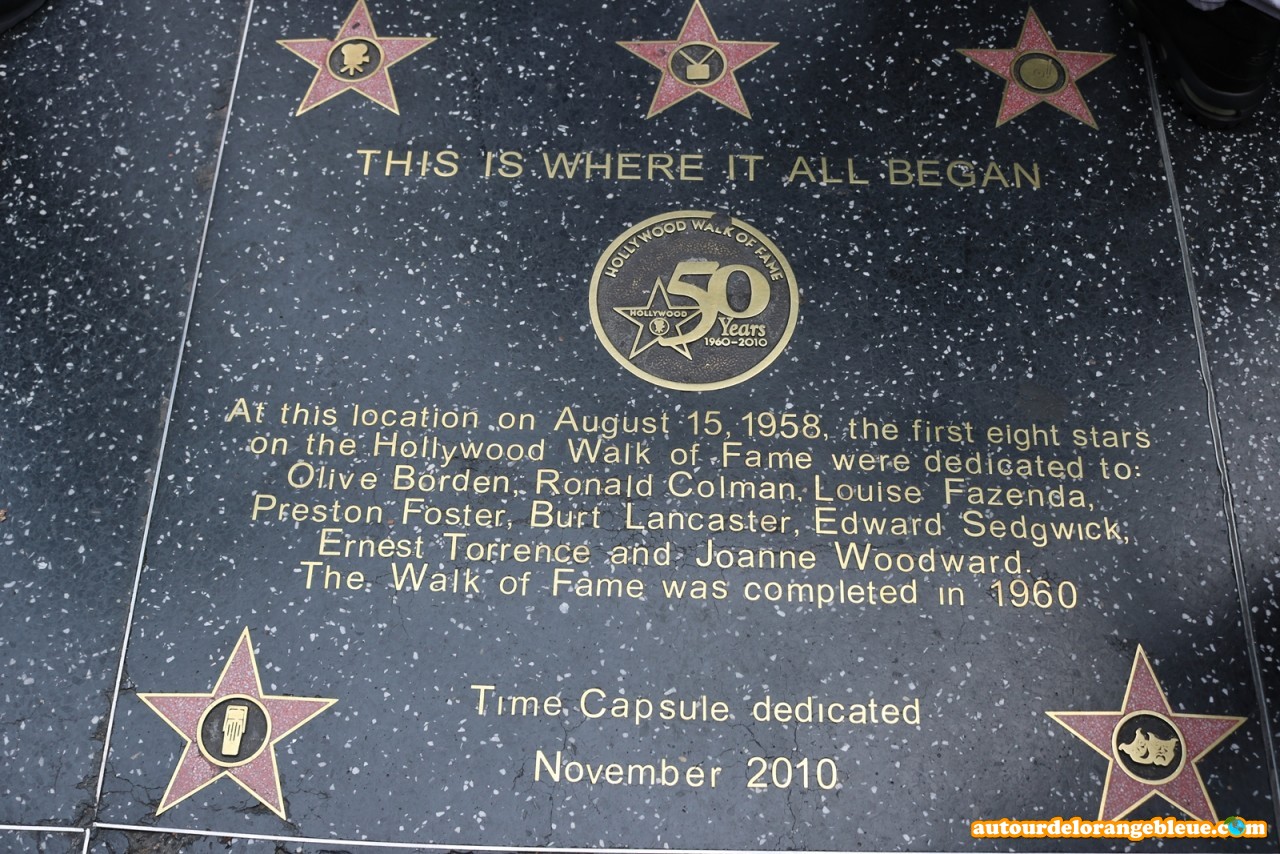 THIS IS WHERE IT ALL BEGAN
HOLLYWOOD WALK OF FAME
50
HOLLYWOOD
Years
1960-2010
At this location on August 15, 1958, the first eight stars
on the Hollywood Walk of Fame were dedicated to:
Olive Borden, Ronald Colman, Louise Fazenda,
Preston Foster, Burt Lancaster, Edward Sedgwick,
Ernest Torrence and Joanne Woodward.
The Walk of Fame was completed in 1960
Time Capsule dedicated
November 2010
autourdelorangebleue.com